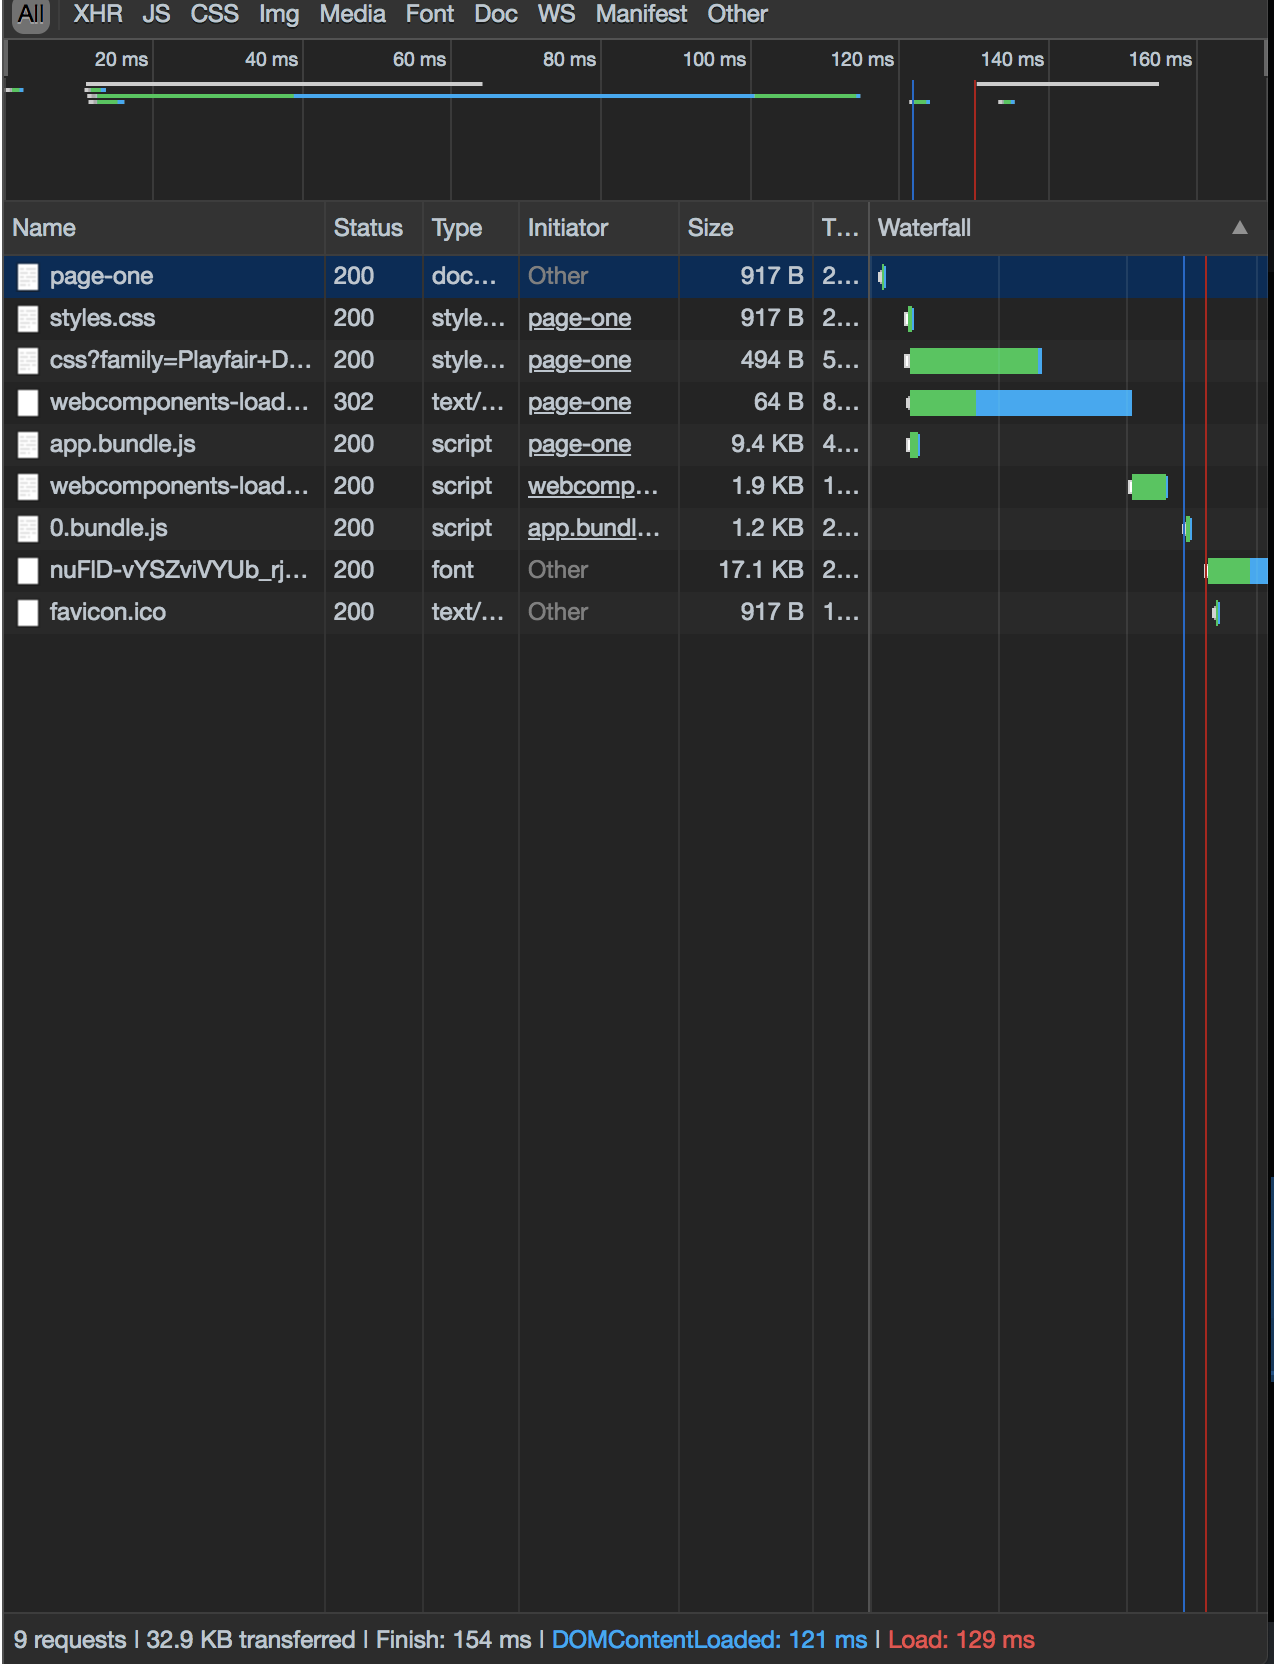 All XHR JS CSS Img Media Font Doc WS Manifest Other
20 ms 40 ms 60 ms 80 ms 100 ms 120 ms 140 ms 160 ms
Name Status Type Initiator Size T... Waterfall ▲
page-one 200 doc... Other 917 B 2...
styles.css 200 style... page-one 917 B 2...
css?family=Playfair+D... 200 style... page-one 494 B 5...
webcomponents-load... 302 text/... page-one 64 B 8...
app.bundle.js 200 script page-one 9.4 KB 4...
webcomponents-load... 200 script webcomp... 1.9 KB 1...
0.bundle.js 200 script app.bundl... 1.2 KB 2...
nuFlD-vYSZviVYUb_rj... 200 font Other 17.1 KB 2...
favicon.ico 200 text/... Other 917 B 1...
9 requests | 32.9 KB transferred | Finish: 154 ms | DOMContentLoaded: 121 ms | Load: 129 ms